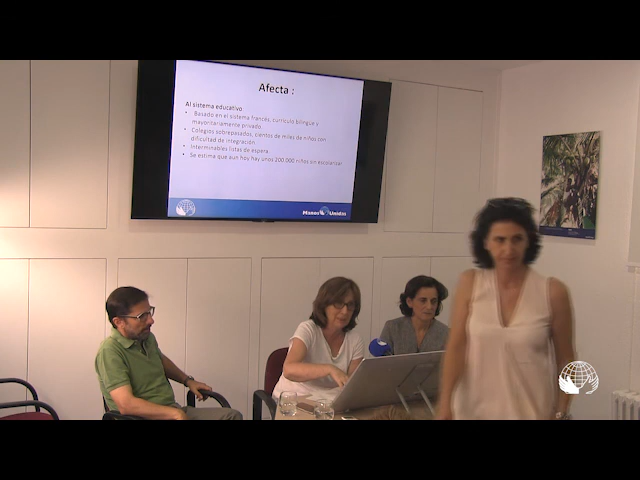 Afecta :
Al sistema educativo
• Basado en el sistema francés, currículo bilingüe y
mayoritariamente privado.
• Colegios sobrepesados, cientos de miles de niños con
dificultad de integración.
• Interminables listas de espera.
• Se estima que aun hoy hay unos 200.000 niños sin escolarizar
Manos Unidas